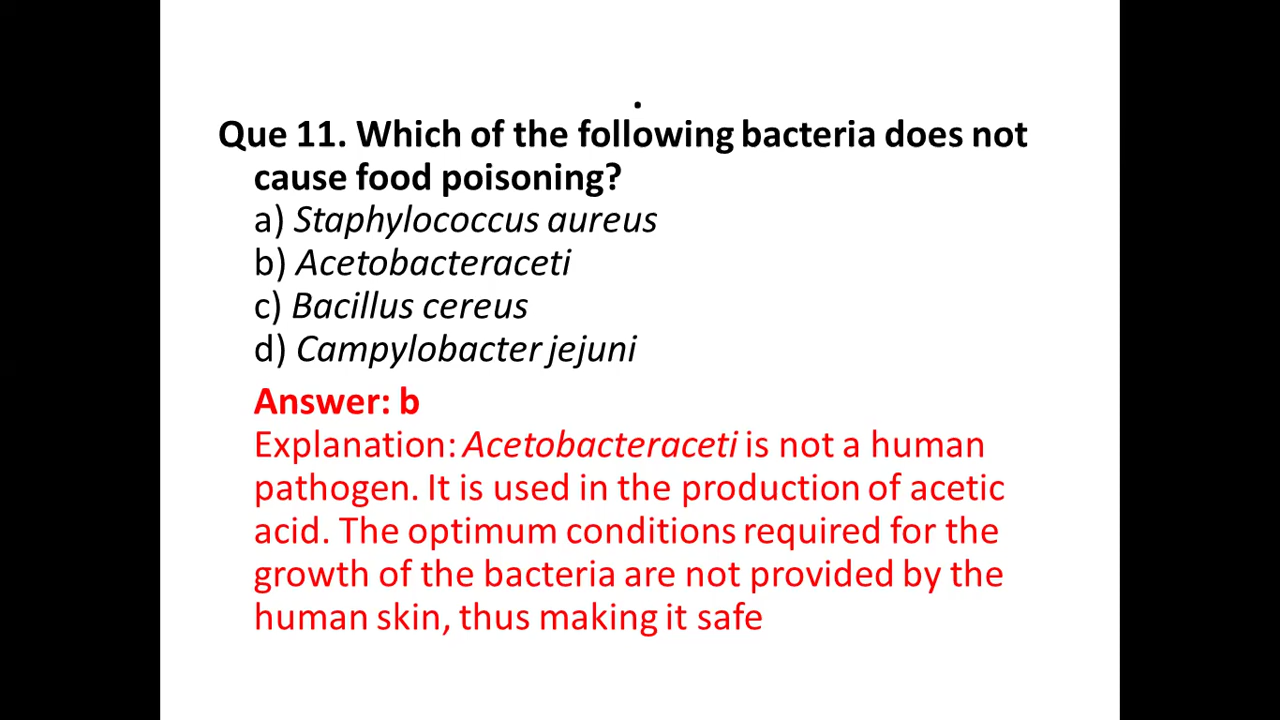 .
Que 11. Which of the following bacteria does not
cause food poisoning?
a) Staphylococcus aureus
b) Acetobacteraceti
c) Bacillus cereus
d) Campylobacter jejuni
Answer: b
Explanation: Acetobacteraceti is not a human
pathogen. It is used in the production of acetic
acid. The optimum conditions required for the
growth of the bacteria are not provided by the
human skin, thus making it safe